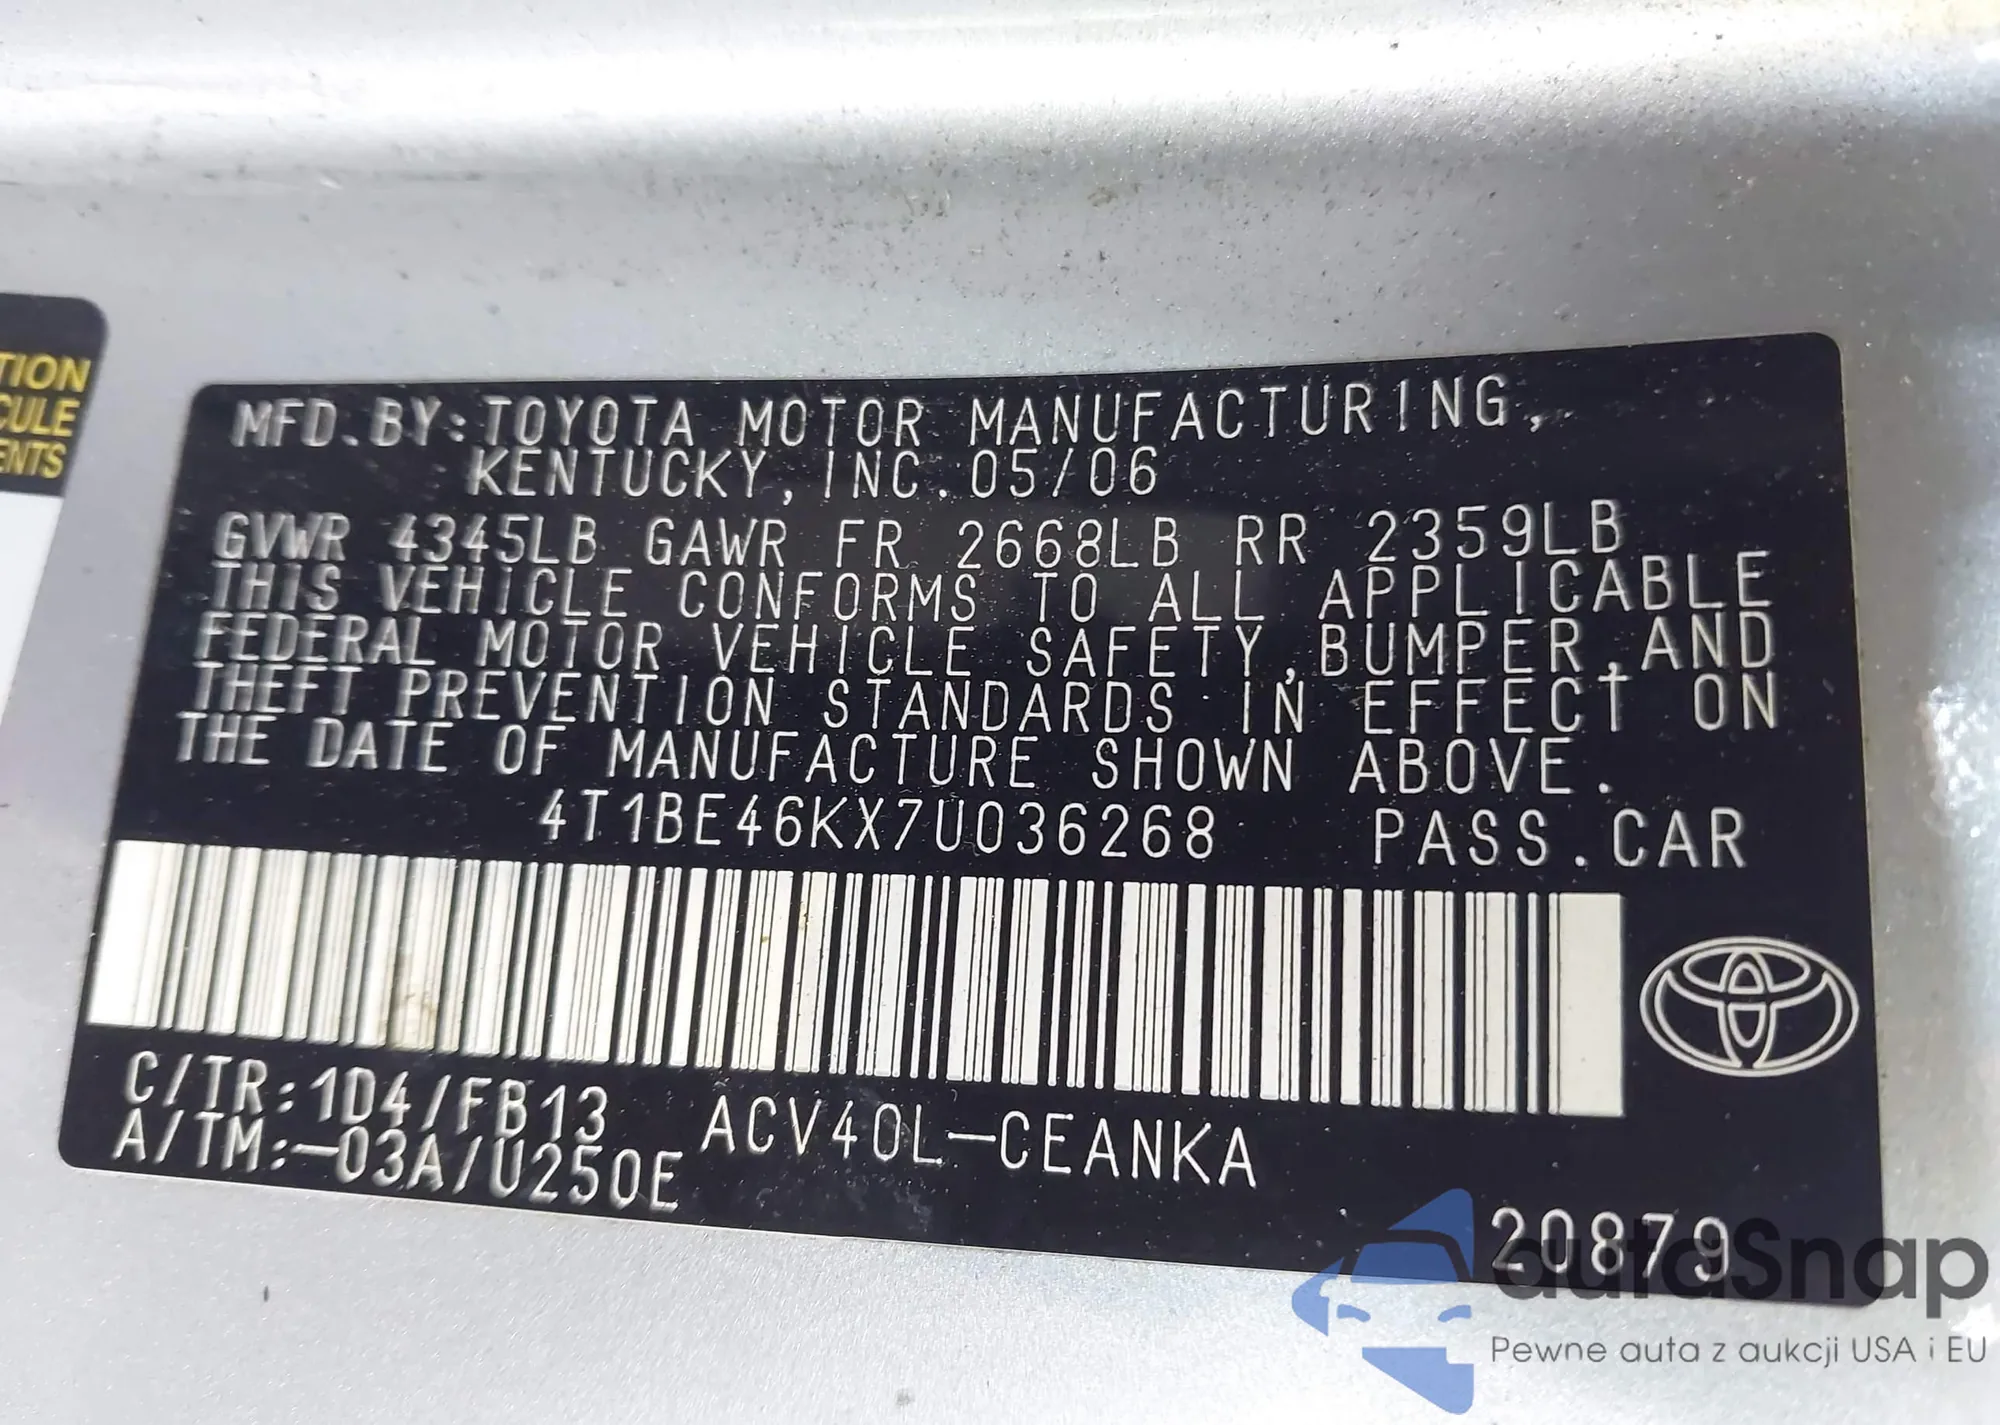 TION
CULE
ENTS
MFD.BY:TOYOTA MOTOR MANUFACTURING,
KENTUCKY,INC.05/06
GVWR 4345LB GAWR FR 2668LB RR 2359LB
THIS VEHICLE CONFORMS TO ALL APPLICABLE
FEDERAL MOTOR VEHICLE SAFETY,BUMPER,AND
THEFT PREVENTION STANDARDS IN EFFECT ON
THE DATE OF MANUFACTURE SHOWN ABOVE.
4T1BE46KX7U036268 PASS.CAR
C/TR:1D4/FB13 ACV40L-CEANKA
A/TM:-03A/U250E
20879
autoSnap
Pewne auta z aukcji USA i EU